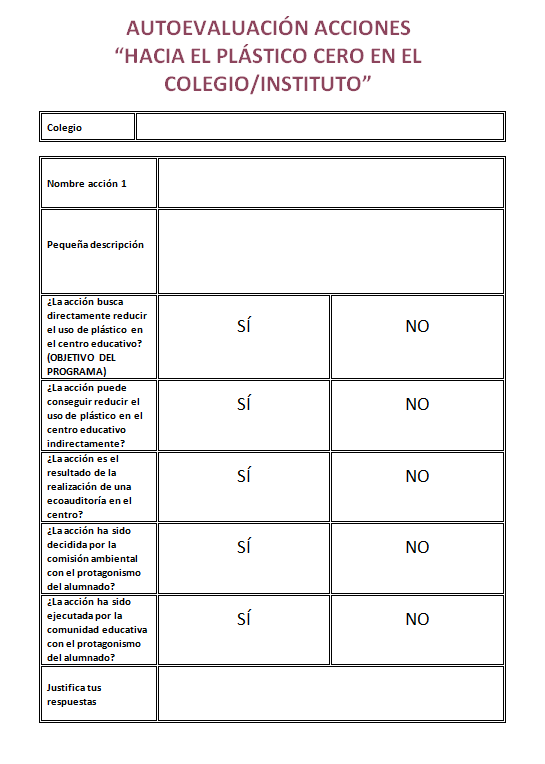 AUTOEVALUACIÓN ACCIONES
“HACIA EL PLÁSTICO CERO EN EL
COLEGIO/INSTITUTO”
Colegio
Nombre acción 1
Pequeña descripción
¿La acción busca
directamente reducir
el uso de plástico en
el centro educativo?
(OBJETIVO DEL
PROGRAMA)
SÍ
NO
¿La acción puede
conseguir reducir el
uso de plástico en el
centro educativo
indirectamente?
SÍ
NO
¿La acción es el
resultado de la
realización de una
ecoauditoría en el
centro?
SÍ
NO
¿La acción ha sido
decidida por la
comisión ambiental
con el protagonismo
del alumnado?
SÍ
NO
¿La acción ha sido
ejecutada por la
comunidad educativa
con el protagonismo
del alumnado?
SÍ
NO
Justifica tus
respuestas